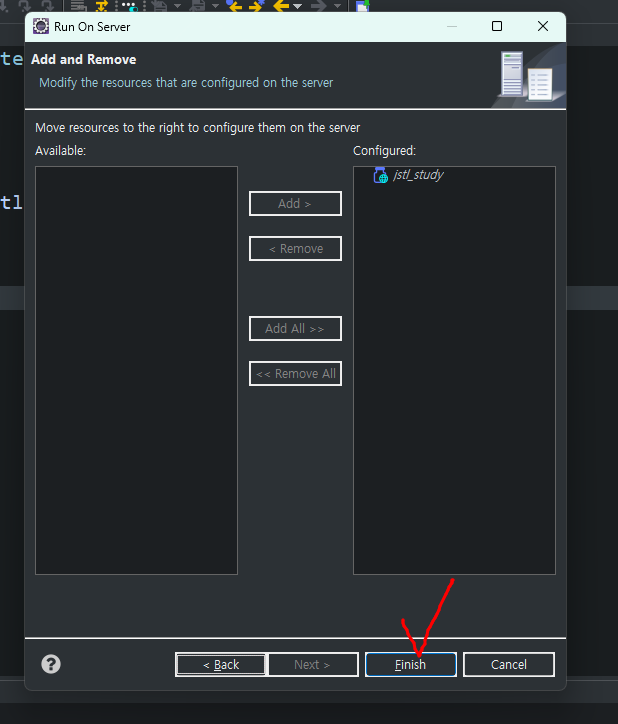 Run On Server
te
Add and Remove
Modify the resources that are configured on the server
Move resources to the right to configure them on the server
Available:
Configured:
jstl_study
Add >
tl
< Remove
Add All >>
<< Remove All
?
< Back
Next >
Finish
Cancel